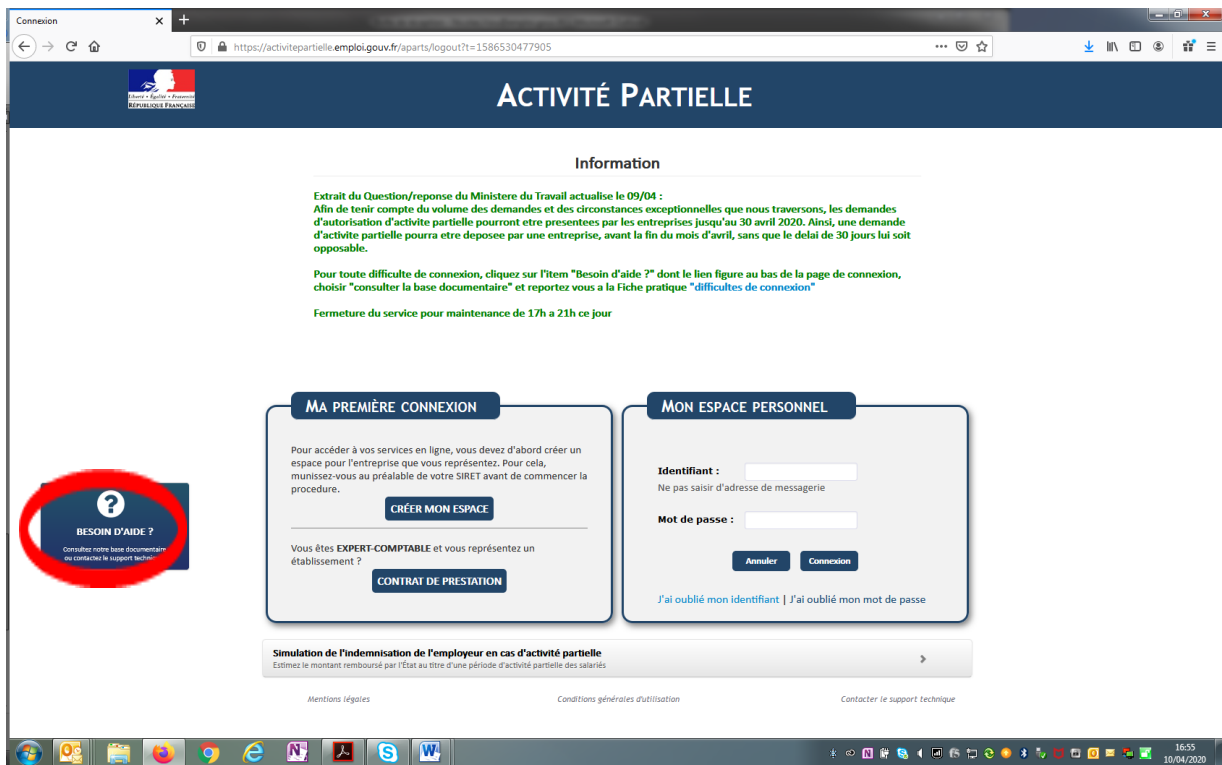 Connexion
https://activitepartielle.emploi.gouv.fr/aparts/logout?t=1586530477905
Liberté • Égalité • Fraternité
RÉPUBLIQUE FRANÇAISE
ACTIVITÉ PARTIELLE
Information
Extrait du Question/reponse du Ministere du Travail actualise le 09/04 :
Afin de tenir compte du volume des demandes et des circonstances exceptionnelles que nous traversons, les demandes
d'autorisation d'activite partielle pourront etre presentees par les entreprises jusqu'au 30 avril 2020. Ainsi, une demande
d'activite partielle pourra etre deposee par une entreprise, avant la fin du mois d'avril, sans que le delai de 30 jours lui soit
opposable.
Pour toute difficulte de connexion, cliquez sur l'item "Besoin d'aide ?" dont le lien figure au bas de la page de connexion,
choisir "consulter la base documentaire" et reportez vous a la Fiche pratique "difficultes de connexion"
Fermeture du service pour maintenance de 17h a 21h ce jour
MA PREMIÈRE CONNEXION
Pour accéder à vos services en ligne, vous devez d'abord créer un
espace pour l'entreprise que vous représentez. Pour cela,
munissez-vous au préalable de votre SIRET avant de commencer la
procedure.
CRÉER MON ESPACE
Vous êtes EXPERT-COMPTABLE et vous représentez un
établissement ?
CONTRAT DE PRESTATION
MON ESPACE PERSONNEL
Identifiant :
Ne pas saisir d'adresse de messagerie
Mot de passe :
Annuler
Connexion
J'ai oublié mon identifiant | J'ai oublié mon mot de passe
BESOIN D'AIDE ?
Consultez notre base documentaire
ou contactez le support technique
Simulation de l'indemnisation de l'employeur en cas d'activité partielle
Estimez le montant remboursé par l'État au titre d'une période d'activité partielle des salariés
Mentions légales
Conditions générales d'utilisation
Contacter le support technique
16:55
10/04/2020